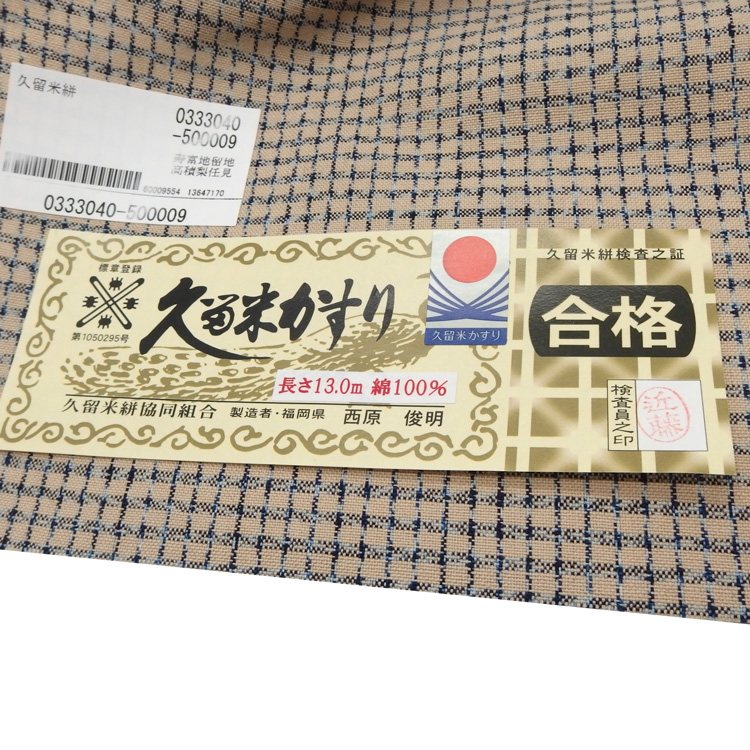 久留米絣
0333040
-500009
寿富地留地
高積梨任見
60009554 13647170
0333040-500009
標章登録
第1050295号
久留米かすり
長さ13.0m 綿100%
久留米絣協同組合 製造者・福岡県 西原 俊明
久留米かすり
久留米絣検査之証
合格
検査員之印
近藤